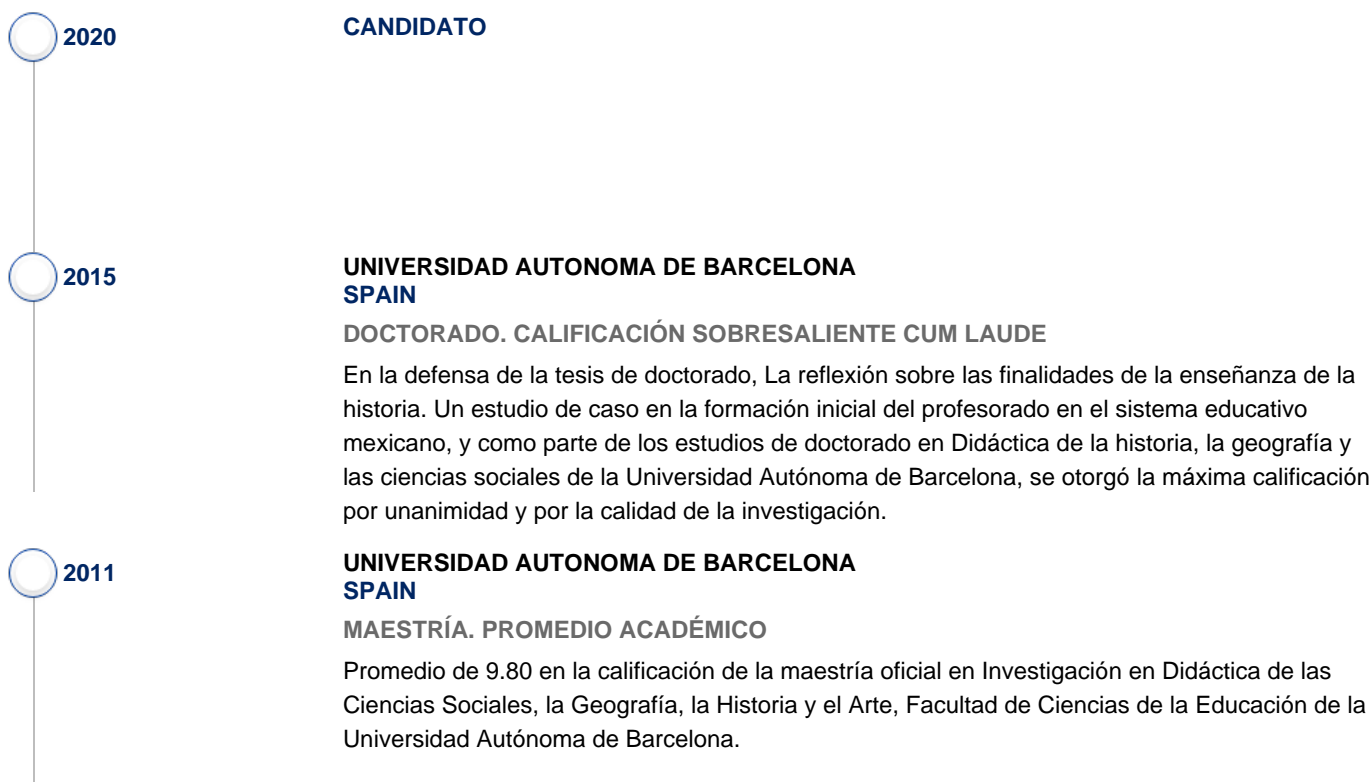 2020
CANDIDATO
2015
UNIVERSIDAD AUTONOMA DE BARCELONA
SPAIN
DOCTORADO. CALIFICACIÓN SOBRESALIENTE CUM LAUDE
En la defensa de la tesis de doctorado, La reflexión sobre las finalidades de la enseñanza de la
historia. Un estudio de caso en la formación inicial del profesorado en el sistema educativo
mexicano, y como parte de los estudios de doctorado en Didáctica de la historia, la geografía y
las ciencias sociales de la Universidad Autónoma de Barcelona, se otorgó la máxima calificación
por unanimidad y por la calidad de la investigación.
2011
UNIVERSIDAD AUTONOMA DE BARCELONA
SPAIN
MAESTRÍA. PROMEDIO ACADÉMICO
Promedio de 9.80 en la calificación de la maestría oficial en Investigación en Didáctica de las
Ciencias Sociales, la Geografía, la Historia y el Arte, Facultad de Ciencias de la Educación de la
Universidad Autónoma de Barcelona.